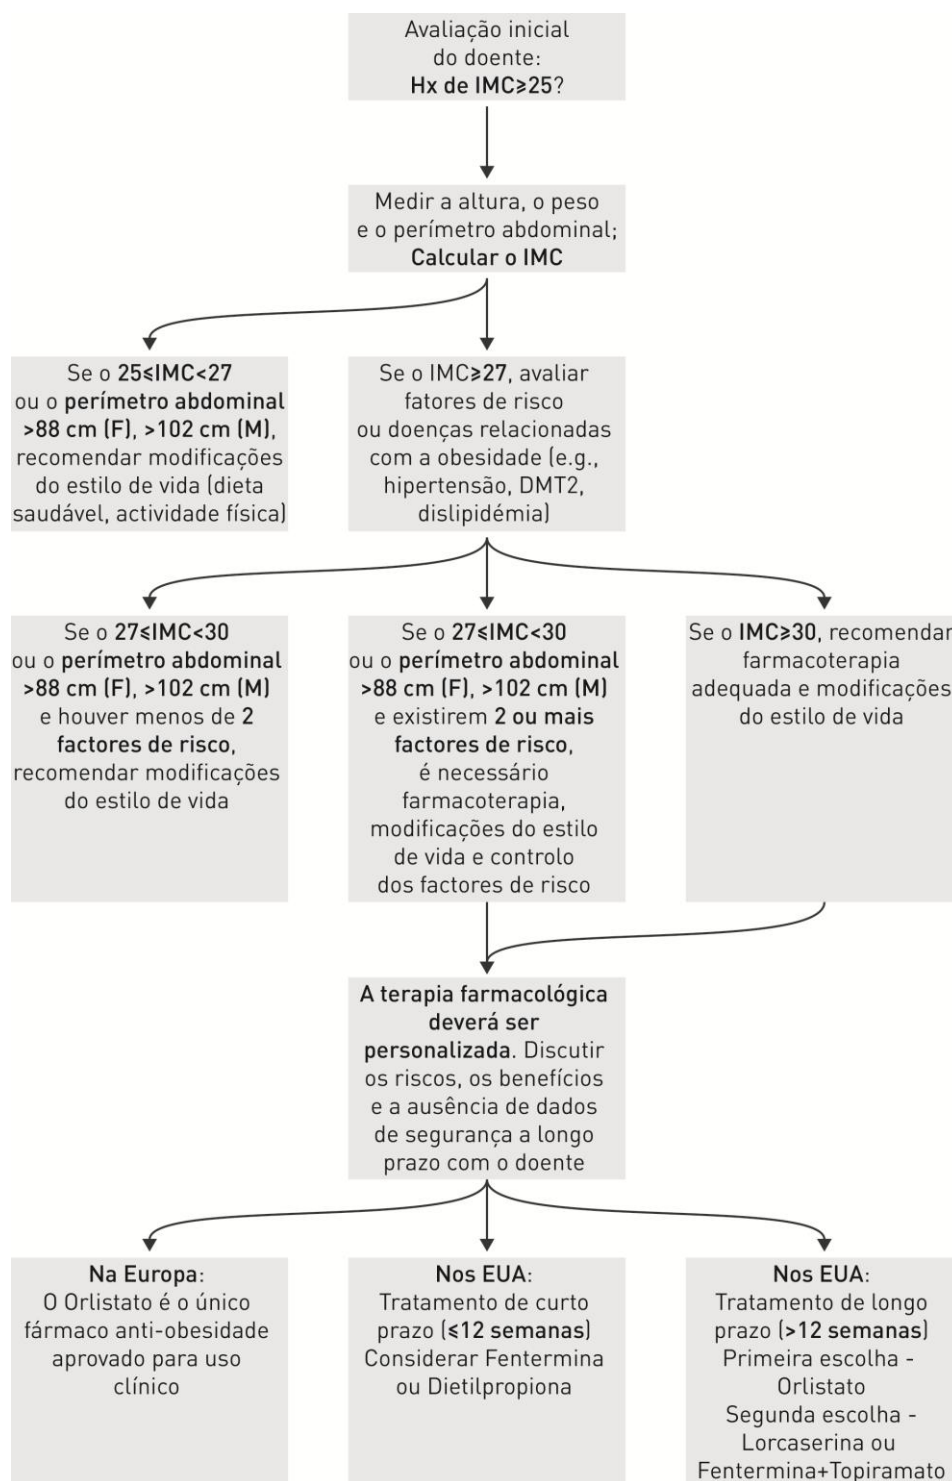 Avaliação inicial
do doente:
Hx de IMC≥25?
Medir a altura, o peso
e o perímetro abdominal;
Calcular o IMC
Se o 25≤IMC<27
ou o perímetro abdominal
>88 cm (F), >102 cm (M),
recomendar modificações
do estilo de vida (dieta
saudável, actividade física)
Se o IMC≥27, avaliar
fatores de risco
ou doenças relacionadas
com a obesidade (e.g.,
hipertensão, DMT2,
dislipidémia)
Se o 27≤IMC<30
ou o perímetro abdominal
>88 cm (F), >102 cm (M)
e houver menos de 2
factores de risco,
recomendar modificações
do estilo de vida
Se o 27≤IMC<30
ou o perímetro abdominal
>88 cm (F), >102 cm (M)
e existirem 2 ou mais
factores de risco,
é necessário
farmacoterapia,
modificações do estilo
de vida e controlo
dos factores de risco
Se o IMC≥30, recomendar
farmacoterapia
adequada e modificações
do estilo de vida
A terapia farmacológica
deverá ser
personalizada. Discutir
os riscos, os benefícios
e a ausência de dados
de segurança a longo
prazo com o doente
Na Europa:
O Orlistato é o único
fármaco anti-obesidade
aprovado para uso
clínico
Nos EUA:
Tratamento de curto
prazo (≤12 semanas)
Considerar Fentermina
ou Dietilpropiona
Nos EUA:
Tratamento de longo
prazo (>12 semanas)
Primeira escolha -
Orlistato
Segunda escolha -
Lorcaserina ou
Fentermina+Topiramato